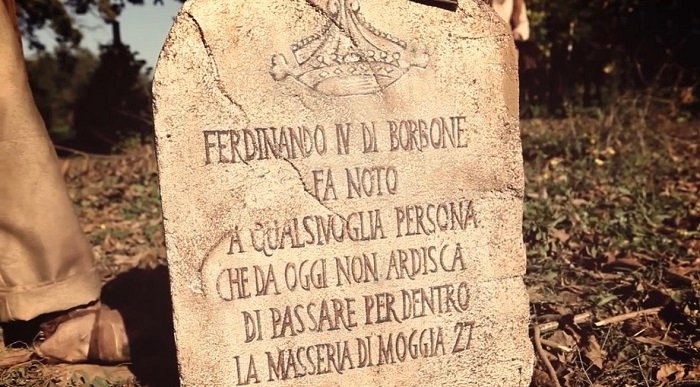 FERDINANDO IV DI BORBONE
FA NOTO
A QUALSIVOGLIA PERSONA
CHE DA OGGI NON ARDISCA
DI PASSARE PER DENTRO
LA MASSERIA DI MOGGIA 27